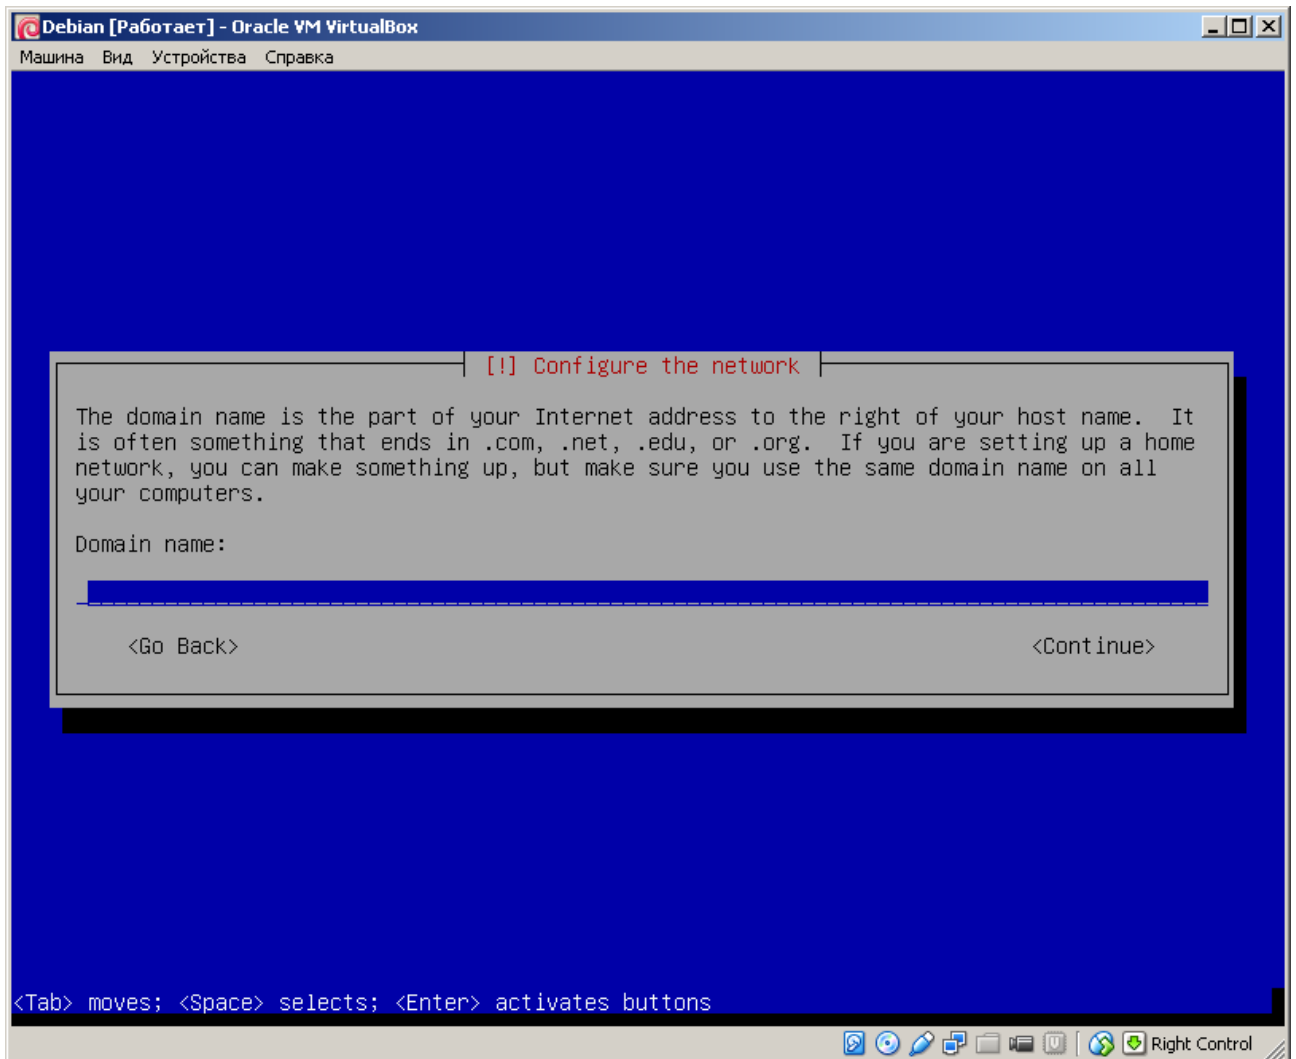 Debian [Работает] - Oracle VM VirtualBox
Машина Вид Устройства Справка
[!] Configure the network
The domain name is the part of your Internet address to the right of your host name. It
is often something that ends in .com, .net, .edu, or .org. If you are setting up a home
network, you can make something up, but make sure you use the same domain name on all
your computers.
Domain name:
<Go Back> <Continue>
<Tab> moves; <Space> selects; <Enter> activates buttons
Right Control